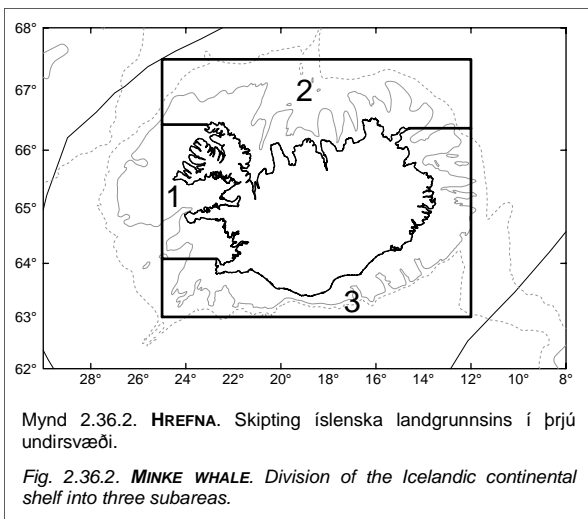 68°
67°
2
66°
65°
1
64°
63°
3
62°
28° 26° 24° 22° 20° 18° 16° 14° 12° 10° 8°
Mynd 2.36.2. HREFNA. Skipting íslenska landgrunnsins í þrjú
undirsvæði.
Fig. 2.36.2. MINKE WHALE. Division of the Icelandic continental
shelf into three subareas.